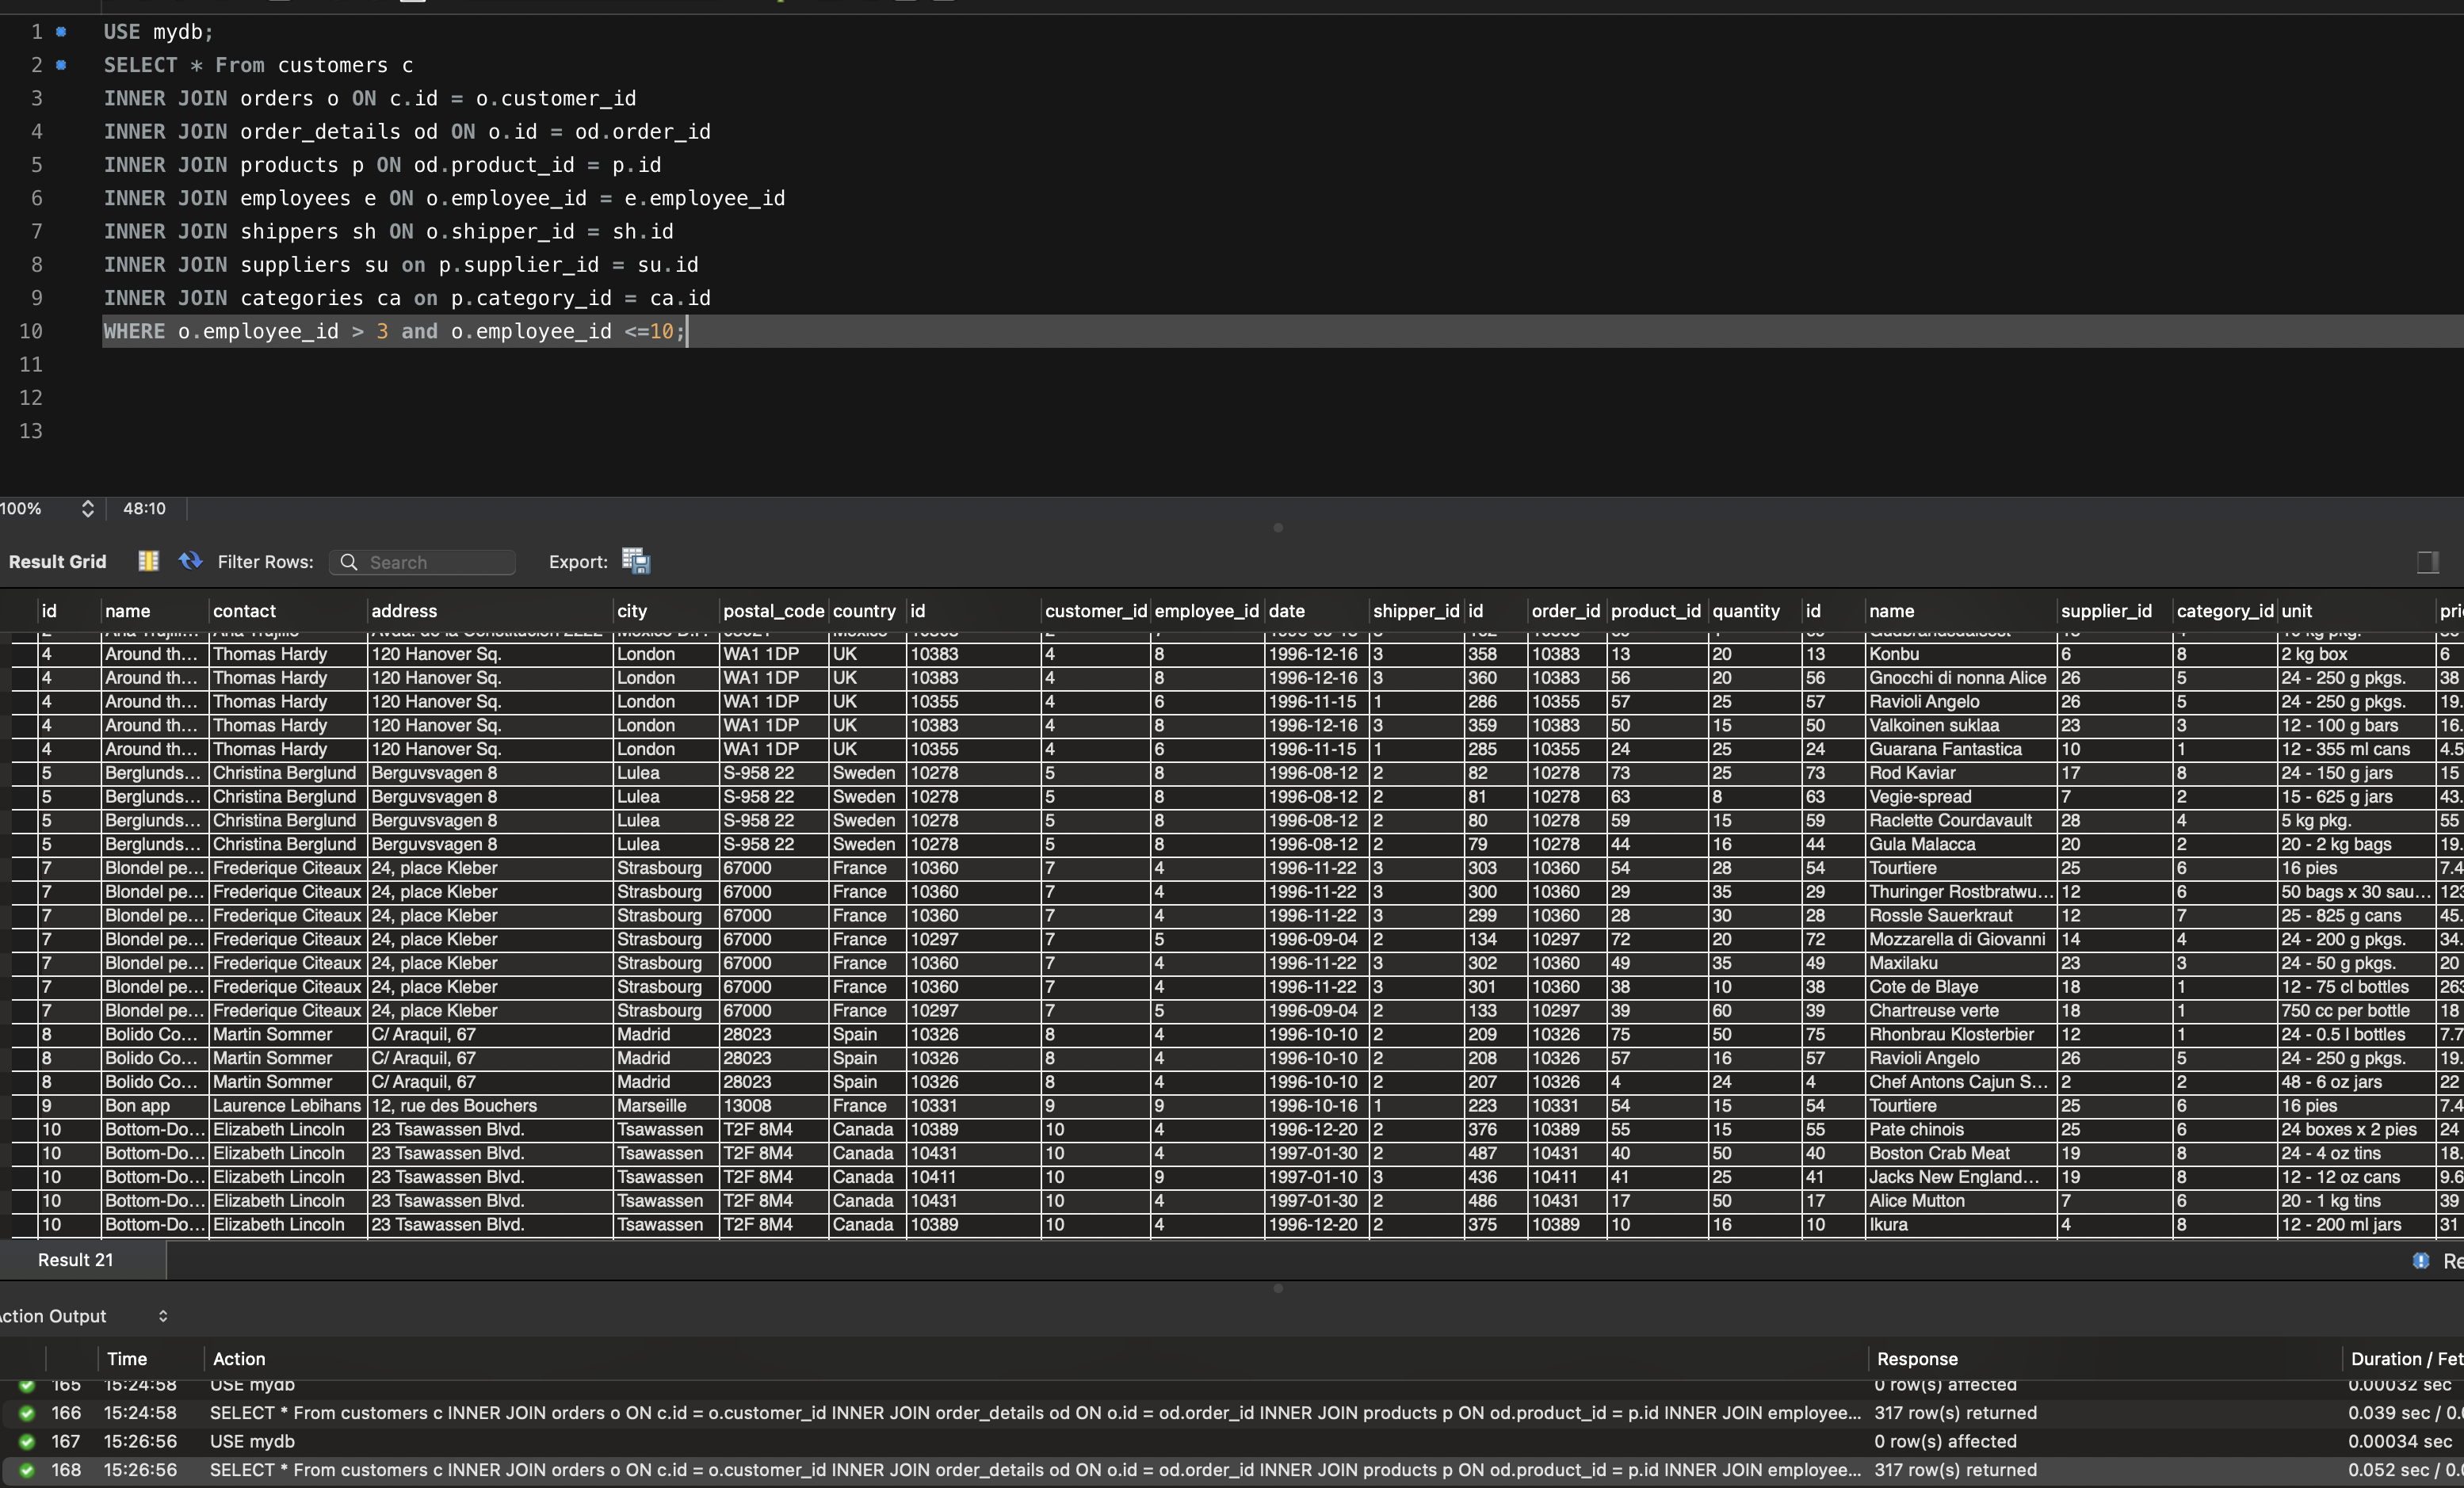 1 USE mydb;
2 SELECT * From customers c
3 INNER JOIN orders o ON c.id = o.customer_id
4 INNER JOIN order_details od ON o.id = od.order_id
5 INNER JOIN products p ON od.product_id = p.id
6 INNER JOIN employees e ON o.employee_id = e.employee_id
7 INNER JOIN shippers sh ON o.shipper_id = sh.id
8 INNER JOIN suppliers su on p.supplier_id = su.id
9 INNER JOIN categories ca on p.category_id = ca.id
10 WHERE o.employee_id > 3 and o.employee_id <=10;
11
12
13
100% 48:10
Result Grid Filter Rows: Search Export:
id name contact address city postal_code country id customer_id employee_id date shipper_id id order_id product_id quantity id name supplier_id category_id unit pri
4 Around th... Thomas Hardy 120 Hanover Sq. London WA1 1DP UK 10383 4 8 1996-12-16 3 358 10383 13 20 13 Konbu 6 8 2 kg box 6
4 Around th... Thomas Hardy 120 Hanover Sq. London WA1 1DP UK 10383 4 8 1996-12-16 3 360 10383 56 20 56 Gnocchi di nonna Alice 26 5 24 - 250 g pkgs. 38
4 Around th... Thomas Hardy 120 Hanover Sq. London WA1 1DP UK 10355 4 6 1996-11-15 1 286 10355 57 25 57 Ravioli Angelo 26 5 24 - 250 g pkgs. 19.
4 Around th... Thomas Hardy 120 Hanover Sq. London WA1 1DP UK 10383 4 8 1996-12-16 3 359 10383 50 15 50 Valkoinen suklaa 23 3 12 - 100 g bars 16.
4 Around th... Thomas Hardy 120 Hanover Sq. London WA1 1DP UK 10355 4 6 1996-11-15 1 285 10355 24 25 24 Guarana Fantastica 10 1 12 - 355 ml cans 4.5
5 Berglunds... Christina Berglund Berguvsvagen 8 Lulea S-958 22 Sweden 10278 5 8 1996-08-12 2 82 10278 73 25 73 Rod Kaviar 17 8 24 - 150 g jars 15
5 Berglunds... Christina Berglund Berguvsvagen 8 Lulea S-958 22 Sweden 10278 5 8 1996-08-12 2 81 10278 63 8 63 Vegie-spread 7 2 15 - 625 g jars 43.
5 Berglunds... Christina Berglund Berguvsvagen 8 Lulea S-958 22 Sweden 10278 5 8 1996-08-12 2 80 10278 59 15 59 Raclette Courdavault 28 4 5 kg pkg. 55
5 Berglunds... Christina Berglund Berguvsvagen 8 Lulea S-958 22 Sweden 10278 5 8 1996-08-12 2 79 10278 44 16 44 Gula Malacca 20 2 20 - 2 kg bags 19.
7 Blondel pe... Frederique Citeaux 24, place Kleber Strasbourg 67000 France 10360 7 4 1996-11-22 3 303 10360 54 28 54 Tourtiere 25 6 16 pies 7.4
7 Blondel pe... Frederique Citeaux 24, place Kleber Strasbourg 67000 France 10360 7 4 1996-11-22 3 300 10360 29 35 29 Thuringer Rostbratwu... 12 6 50 bags x 30 sau... 123
7 Blondel pe... Frederique Citeaux 24, place Kleber Strasbourg 67000 France 10360 7 4 1996-11-22 3 299 10360 28 30 28 Rossle Sauerkraut 12 7 25 - 825 g cans 45.
7 Blondel pe... Frederique Citeaux 24, place Kleber Strasbourg 67000 France 10297 7 5 1996-09-04 2 134 10297 72 20 72 Mozzarella di Giovanni 14 4 24 - 200 g pkgs. 34.
7 Blondel pe... Frederique Citeaux 24, place Kleber Strasbourg 67000 France 10360 7 4 1996-11-22 3 302 10360 49 35 49 Maxilaku 23 3 24 - 50 g pkgs. 20
7 Blondel pe... Frederique Citeaux 24, place Kleber Strasbourg 67000 France 10360 7 4 1996-11-22 3 301 10360 38 10 38 Cote de Blaye 18 1 12 - 75 cl bottles 263
7 Blondel pe... Frederique Citeaux 24, place Kleber Strasbourg 67000 France 10297 7 5 1996-09-04 2 133 10297 39 60 39 Chartreuse verte 18 1 750 cc per bottle 18
8 Bolido Co... Martin Sommer C/ Araquil, 67 Madrid 28023 Spain 10326 8 4 1996-10-10 2 209 10326 75 50 75 Rhonbrau Klosterbier 12 1 24 - 0.5 l bottles 7.7
8 Bolido Co... Martin Sommer C/ Araquil, 67 Madrid 28023 Spain 10326 8 4 1996-10-10 2 208 10326 57 16 57 Ravioli Angelo 26 5 24 - 250 g pkgs. 19.
8 Bolido Co... Martin Sommer C/ Araquil, 67 Madrid 28023 Spain 10326 8 4 1996-10-10 2 207 10326 4 24 4 Chef Antons Cajun S... 2 2 48 - 6 oz jars 22
9 Bon app Laurence Lebihans 12, rue des Bouchers Marseille 13008 France 10331 9 9 1996-10-16 1 223 10331 54 15 54 Tourtiere 25 6 16 pies 7.4
10 Bottom-Do... Elizabeth Lincoln 23 Tsawassen Blvd. Tsawassen T2F 8M4 Canada 10389 10 4 1996-12-20 2 376 10389 55 15 55 Pate chinois 25 6 24 boxes x 2 pies 24
10 Bottom-Do... Elizabeth Lincoln 23 Tsawassen Blvd. Tsawassen T2F 8M4 Canada 10431 10 4 1997-01-30 2 487 10431 40 50 40 Boston Crab Meat 19 8 24 - 4 oz tins 18.
10 Bottom-Do... Elizabeth Lincoln 23 Tsawassen Blvd. Tsawassen T2F 8M4 Canada 10411 10 9 1997-01-10 3 436 10411 41 25 41 Jacks New England... 19 8 12 - 12 oz cans 9.6
10 Bottom-Do... Elizabeth Lincoln 23 Tsawassen Blvd. Tsawassen T2F 8M4 Canada 10431 10 4 1997-01-30 2 486 10431 17 50 17 Alice Mutton 7 6 20 - 1 kg tins 39
10 Bottom-Do... Elizabeth Lincoln 23 Tsawassen Blvd. Tsawassen T2F 8M4 Canada 10389 10 4 1996-12-20 2 375 10389 10 16 10 Ikura 4 8 12 - 200 ml jars 31
Result 21 Re
ction Output
Time Action Response Duration / Fet
165 15:24:58 USE mydb 0 row(s) affected 0.00032 sec
166 15:24:58 SELECT * From customers c INNER JOIN orders o ON c.id = o.customer_id INNER JOIN order_details od ON o.id = od.order_id INNER JOIN products p ON od.product_id = p.id INNER JOIN employee... 317 row(s) returned 0.039 sec / 0.0
167 15:26:56 USE mydb 0 row(s) affected 0.00034 sec
168 15:26:56 SELECT * From customers c INNER JOIN orders o ON c.id = o.customer_id INNER JOIN order_details od ON o.id = od.order_id INNER JOIN products p ON od.product_id = p.id INNER JOIN employee... 317 row(s) returned 0.052 sec / 0.0